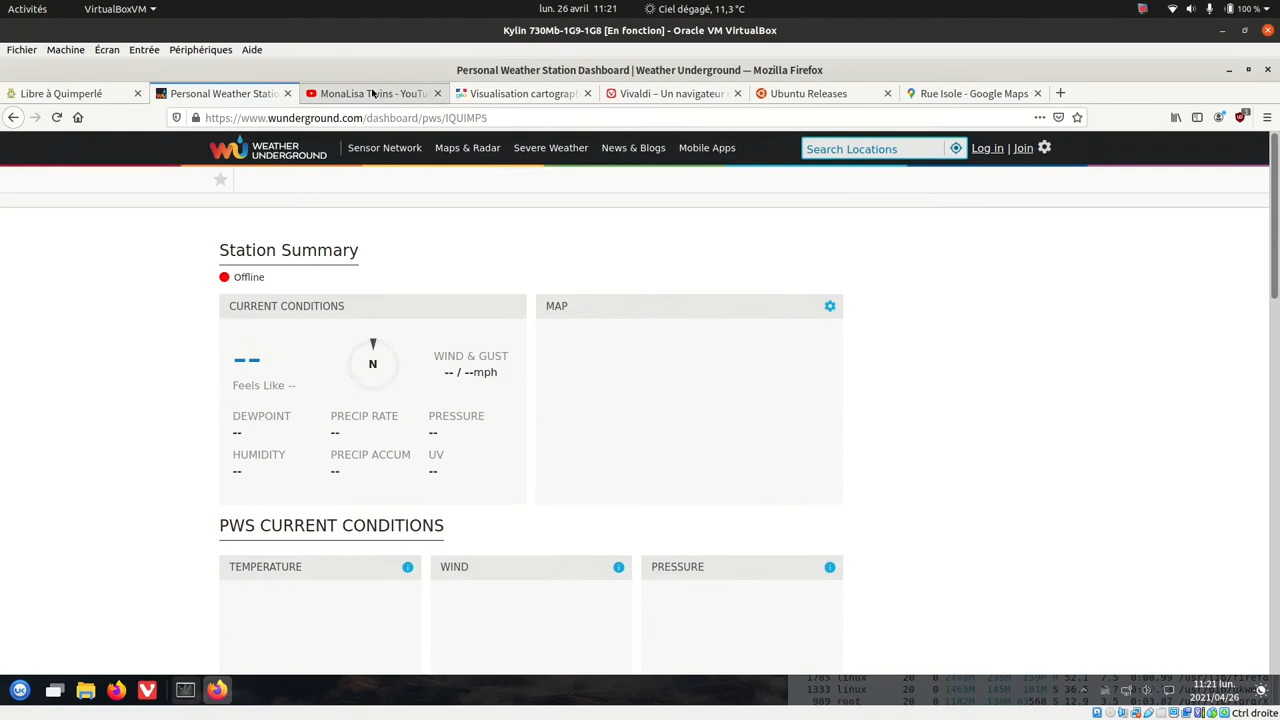 Activités VirtualBoxVM lun. 26 avril 11:21 Ciel dégagé, 11,3 °C 100 %
Kylin 730Mb-1G9-1G8 [En fonction] - Oracle VM VirtualBox
Fichier Machine Écran Entrée Périphériques Aide
Personal Weather Station Dashboard | Weather Underground — Mozilla Firefox
Libre à Quimperlé Personal Weather Statio MonaLisa Twins - YouTu Visualisation cartograph Vivaldi – Un navigateur Ubuntu Releases Rue Isole - Google Maps
https://www.wunderground.com/dashboard/pws/IQUIMP5
WEATHER UNDERGROUND Sensor Network Maps & Radar Severe Weather News & Blogs Mobile Apps Search Locations Log in | Join
Station Summary
Offline
CURRENT CONDITIONS MAP
-- N WIND & GUST
-- / --mph
Feels Like --
DEWPOINT PRECIP RATE PRESSURE
-- -- --
HUMIDITY PRECIP ACCUM UV
-- -- --
PWS CURRENT CONDITIONS
TEMPERATURE WIND PRESSURE
11:21 lun.
2021/04/26
Ctrl droite